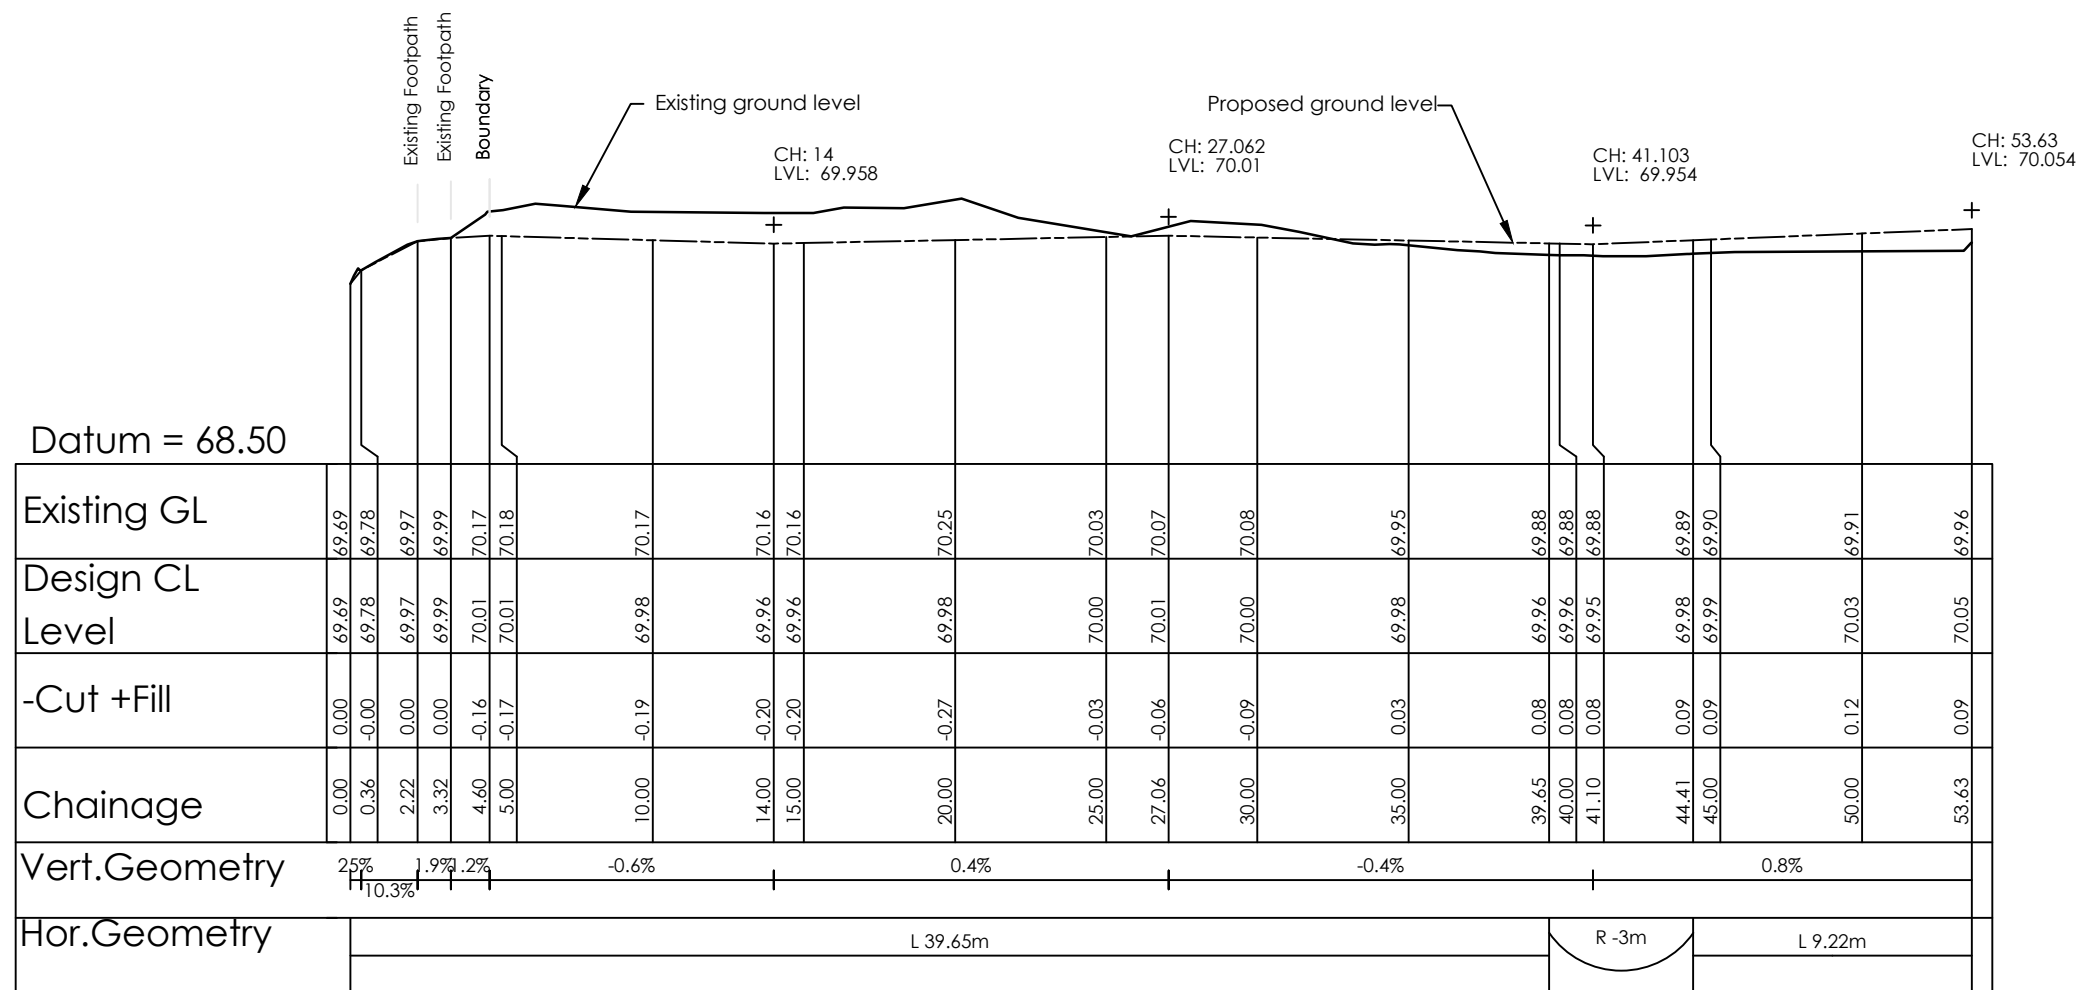 Existing Footpath
Existing Footpath
Boundary
Existing ground level
Proposed ground level
CH: 14
LVL: 69.958
CH: 27.062
LVL: 70.01
CH: 41.103
LVL: 69.954
CH: 53.63
LVL: 70.054
Datum = 68.50
Existing GL
69.69 69.78 69.97 69.99 70.17 70.18 70.17 70.16 70.16 70.25 70.03 70.07 70.08 69.95 69.88 69.88 69.88 69.89 69.90 69.91 69.96
Design CL
Level
69.69 69.78 69.97 69.99 70.01 70.01 69.98 69.96 69.96 69.98 70.00 70.01 70.00 69.98 69.96 69.96 69.95 69.98 69.99 70.03 70.05
-Cut +Fill
0.00 -0.00 0.00 0.00 -0.16 -0.17 -0.19 -0.20 -0.20 -0.27 -0.03 -0.06 -0.09 0.03 0.08 0.08 0.08 0.09 0.09 0.12 0.09
Chainage
0.00 0.36 2.22 3.32 4.60 5.00 10.00 14.00 15.00 20.00 25.00 27.06 30.00 35.00 39.65 40.00 41.10 44.41 45.00 50.00 53.63
Vert.Geometry
25% 1.9% 1.2% -0.6% 0.4% -0.4% 0.8%
10.3%
Hor.Geometry
L 39.65m R -3m L 9.22m